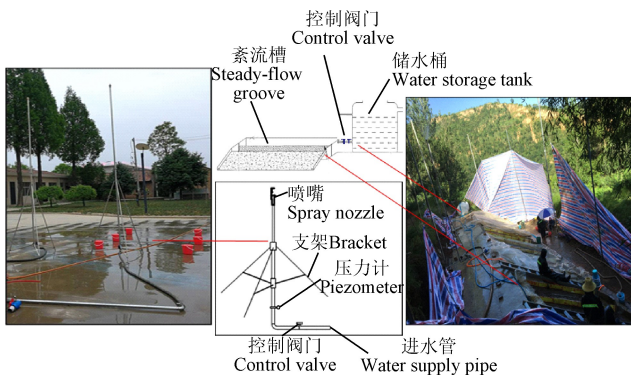 控制阀门
Control valve
紊流槽
Steady-flow
groove
储水桶
Water storage tank
喷嘴
Spray nozzle
支架Bracket
压力计
Piezometer
控制阀门
Control valve
进水管
Water supply pipe